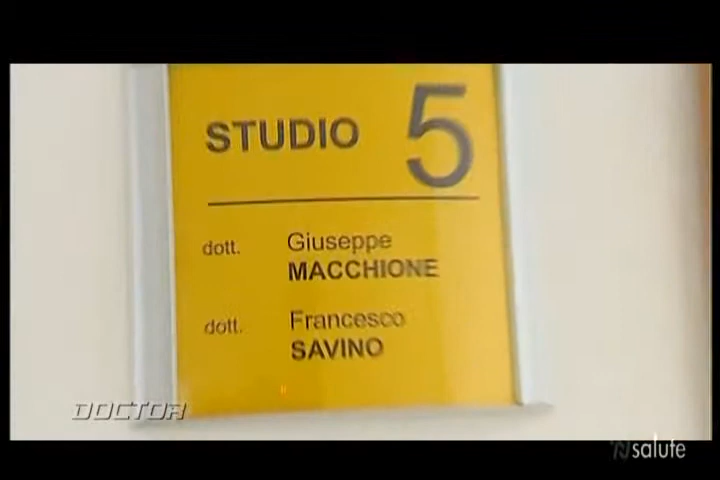 STUDIO 5
dott. Giuseppe
MACCHIONE
dott. Francesco
SAVINO
DOCTOR
salute